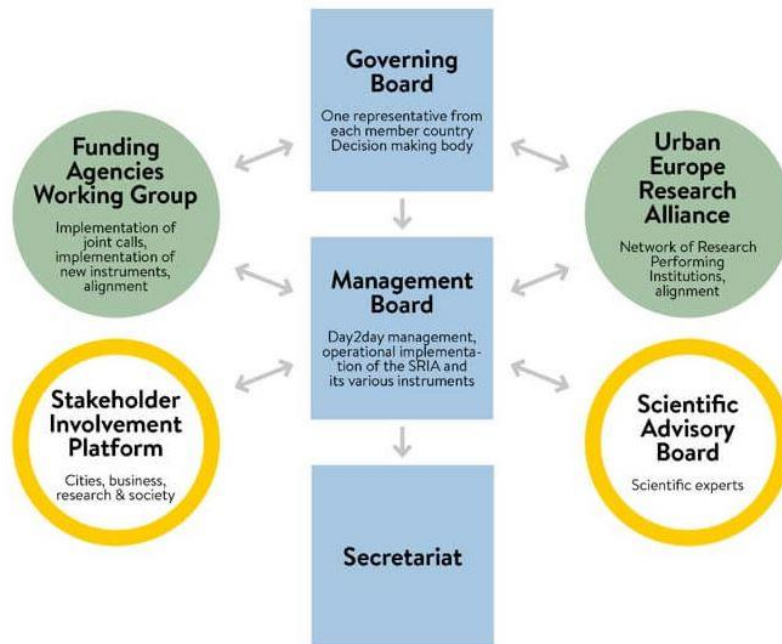 Governing
Board
One representative from
each member country
Decision making body
Funding
Agencies
Working Group
Implementation of
joint calls,
implementation of
new instruments,
alignment
Urban
Europe
Research
Alliance
Network of Research
Performing
Institutions,
alignment
Management
Board
Day2day management,
operational implementa-
tion of the SRIA and
its various instruments
Stakeholder
Involvement
Platform
Cities, business,
research & society
Scientific
Advisory
Board
Scientific experts
Secretariat